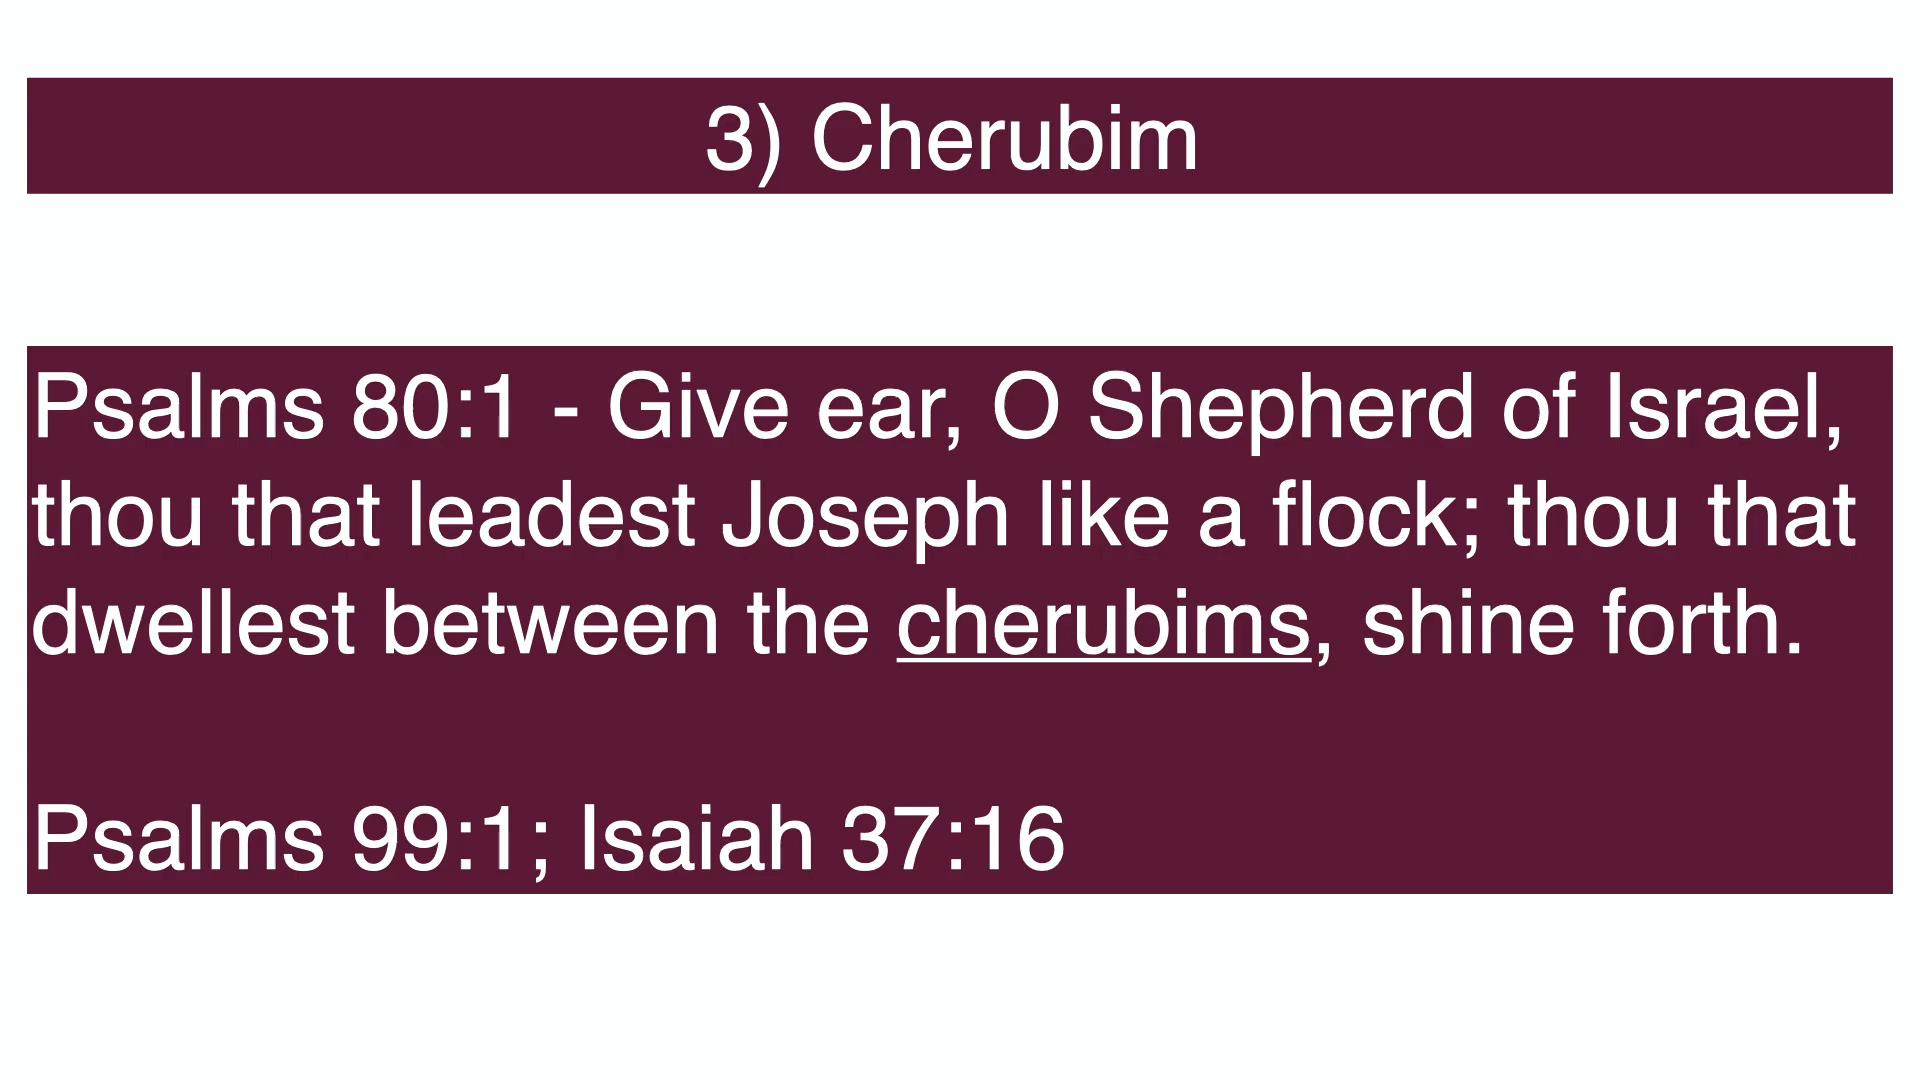 3) Cherubim
Psalms 80:1 - Give ear, O Shepherd of Israel,
thou that leadest Joseph like a flock; thou that
dwellest between the cherubims, shine forth.
Psalms 99:1; Isaiah 37:16